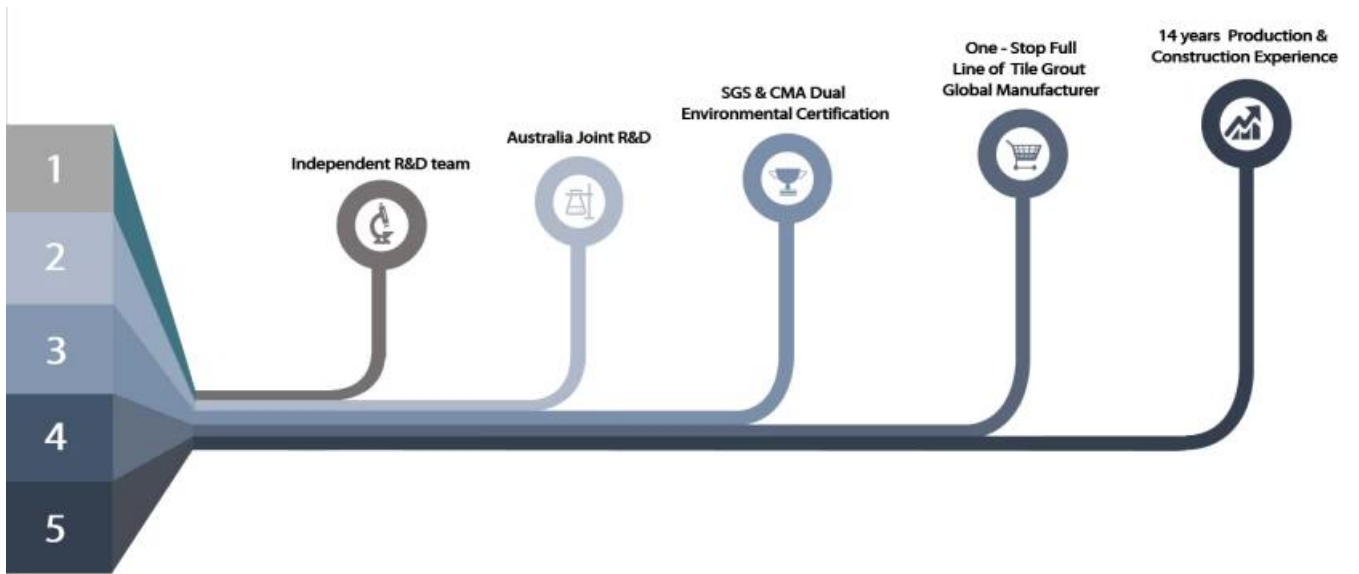 1
2
3
4
5
Independent R&D team
Australia Joint R&D
SGS & CMA Dual
Environmental Certification
One - Stop Full
Line of Tile Grout
Global Manufacturer
14 years Production &
Construction Experience